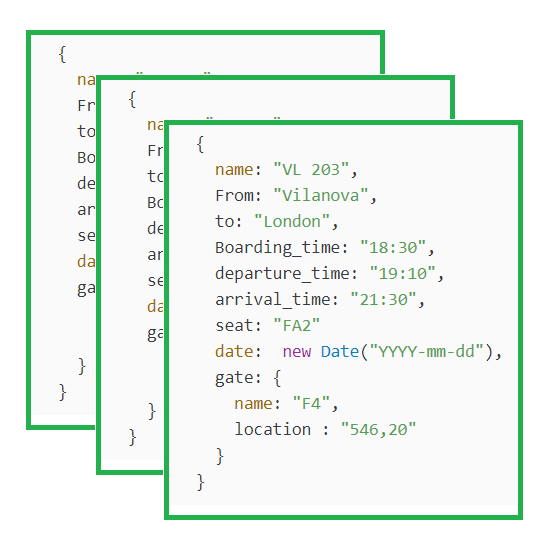 {
na
Fr
to
Bo
de
ar
se
da
ga
}
}
{
na
Fr
to
Bo
de
ar
se
da
ga
}
}
{
name: "VL 203",
From: "Vilanova",
to: "London",
Boarding_time: "18:30",
departure_time: "19:10",
arrival_time: "21:30",
seat: "FA2"
date:  new Date("YYYY-mm-dd"),
gate: {
name: "F4",
location : "546,20"
}
}